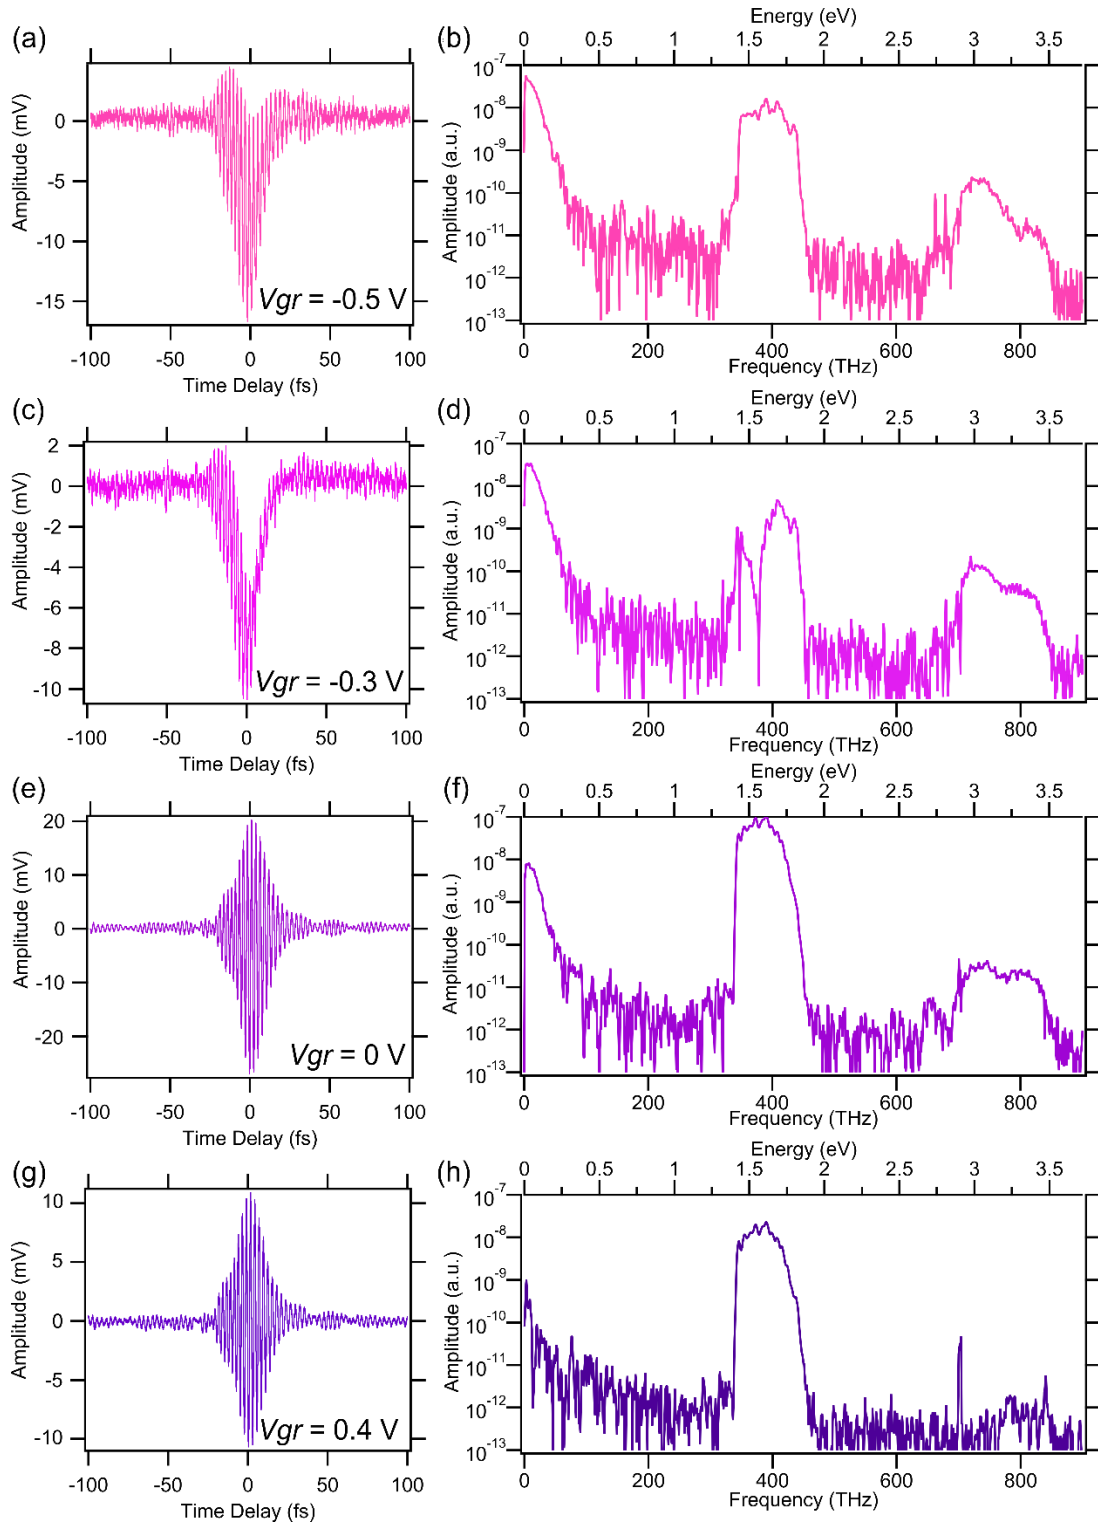 (a)
Amplitude (mV)
0
-5
-10
-15
Vgr = -0.5 V
-100 -50 0 50 100
Time Delay (fs)
(b)
Energy (eV)
0 0.5 1 1.5 2 2.5 3 3.5
Amplitude (a.u.)
10-7
10-8
10-9
10-10
10-11
10-12
10-13
0 200 400 600 800
Frequency (THz)
(c)
Amplitude (mV)
2
0
-2
-4
-6
-8
-10
Vgr = -0.3 V
-100 -50 0 50 100
Time Delay (fs)
(d)
Energy (eV)
0 0.5 1 1.5 2 2.5 3 3.5
Amplitude (a.u.)
10-7
10-8
10-9
10-10
10-11
10-12
10-13
0 200 400 600 800
Frequency (THz)
(e)
Amplitude (mV)
20
10
0
-10
-20
Vgr = 0 V
-100 -50 0 50 100
Time Delay (fs)
(f)
Energy (eV)
0 0.5 1 1.5 2 2.5 3 3.5
Amplitude (a.u.)
10-7
10-8
10-9
10-10
10-11
10-12
10-13
0 200 400 600 800
Frequency (THz)
(g)
Amplitude (mV)
10
5
0
-5
-10
Vgr = 0.4 V
-100 -50 0 50 100
Time Delay (fs)
(h)
Energy (eV)
0 0.5 1 1.5 2 2.5 3 3.5
Amplitude (a.u.)
10-7
10-8
10-9
10-10
10-11
10-12
10-13
0 200 400 600 800
Frequency (THz)